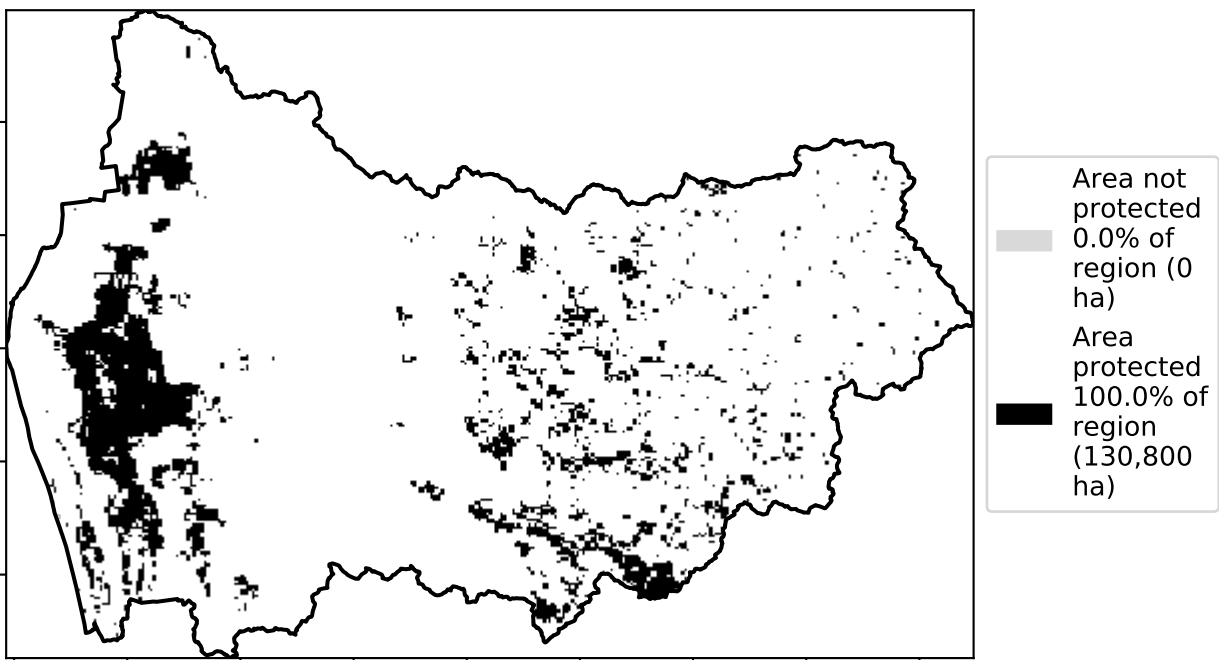 Area not
protected
0.0% of
region (0
ha)
Area
protected
100.0% of
region
(130,800
ha)